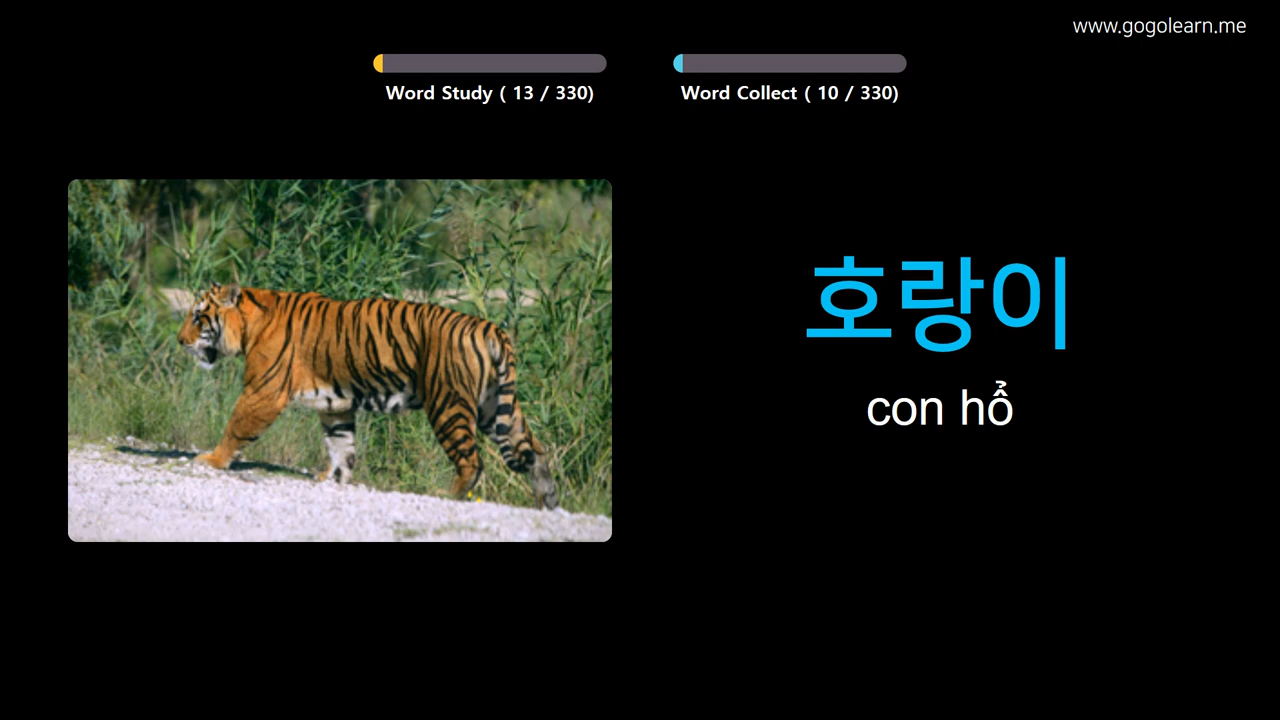 www.gogolearn.me
Word Study ( 13 / 330)
Word Collect ( 10 / 330)
호랑이
con hổ